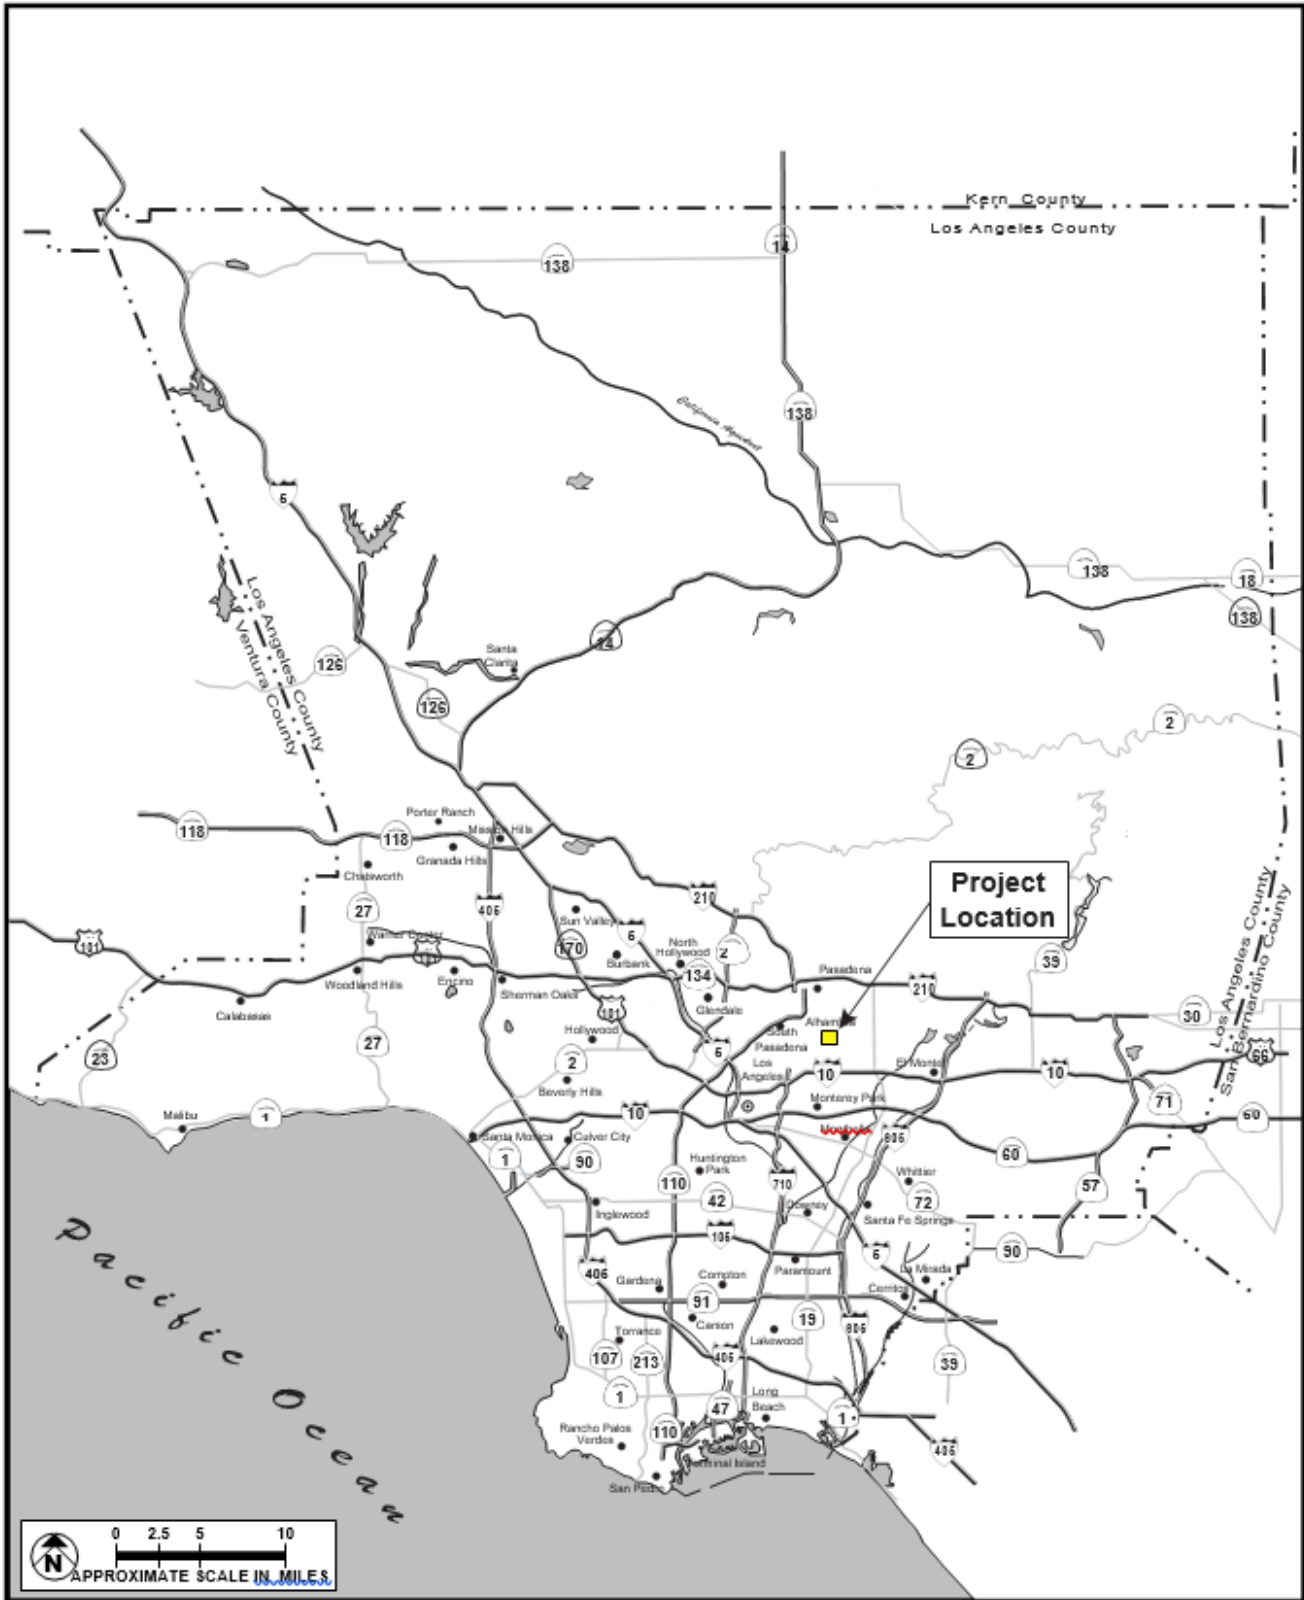 Kern County
Los Angeles County
14
138
138
California Aqueduct
5
138
18
138
Los Angeles County
Ventura County
14
Santa
Clarita
126
126
2
2
Porter Ranch
118
118
Mission Hills
Granada Hills
Chatsworth
Project
Location
210
27
405
Los Angeles County
San Bernardino County
Sun Valley
5
101
Warner Center
101
170
North
Hollywood
2
Burbank
134
39
Pasadena
Woodland Hills
Encino
Sherman Oaks
210
Calabasas
101
Glendale
30
Hollywood
South
Pasadena
Alhambra
23
27
2
5
Los
Angeles
10
El Monte
10
66
Beverly Hills
Monterey Park
71
Malibu
1
10
60
Santa Monica
Culver City
Montebello
605
1
90
Huntington
Park
60
110
710
Whittier
57
42
72
Inglewood
Downey
Santa Fe Springs
105
5
90
405
Gardena
Compton
Paramount
La Mirada
Cerritos
91
19
605
Torrance
Carson
Lakewood
107
213
405
39
1
47
Long
Beach
1
Rancho Palos
Verdes
110
405
San Pedro
Terminal Island
Pacific Ocean
0 2.5 5 10
N
APPROXIMATE SCALE IN MILES